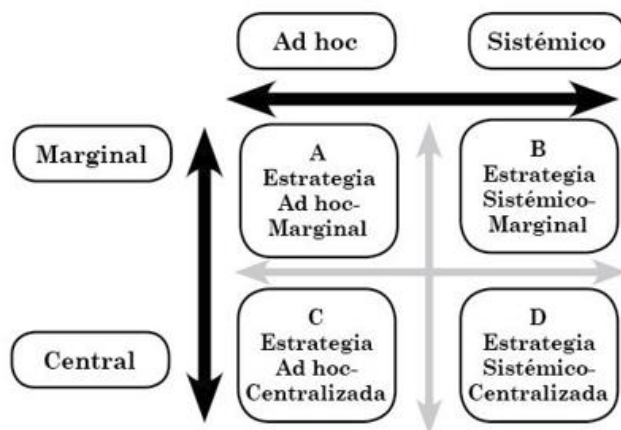 Ad hoc
Sistémico
Marginal
A
Estrategia
Ad hoc-
Marginal
B
Estrategia
Sistémico-
Marginal
Central
C
Estrategia
Ad hoc-
Centralizada
D
Estrategia
Sistémico-
Centralizada